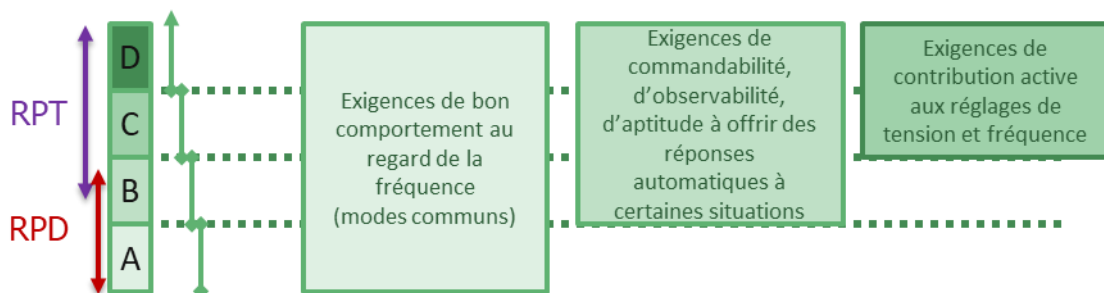 RPT
RPD
D
C
B
A
Exigences de bon
comportement au
regard de la
fréquence
(modes communs)
Exigences de
commandabilité,
d’observabilité,
d’aptitude à offrir des
réponses
automatiques à
certaines situations
Exigences de
contribution active
aux réglages de
tension et fréquence